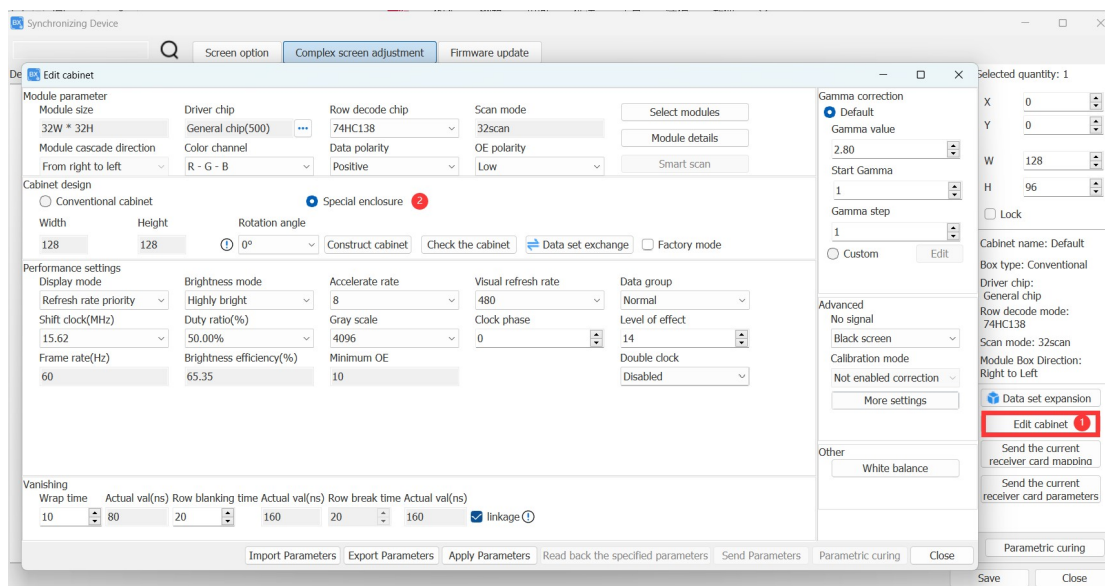 BX Synchronizing Device
Screen option Complex screen adjustment Firmware update
De
BX Edit cabinet
Selected quantity: 1
Module parameter
Module size Driver chip Row decode chip Scan mode
32W * 32H General chip(500) ... 74HC138 32scan Select modules
Module cascade direction Color channel Data polarity OE polarity Module details
From right to left R - G - B Positive Low Smart scan
Cabinet design
Conventional cabinet Special enclosure 2
Width Height Rotation angle
128 128 0° Construct cabinet Check the cabinet Data set exchange Factory mode
Performance settings
Display mode Brightness mode Accelerate rate Visual refresh rate Data group
Refresh rate priority Highly bright 8 480 Normal
Shift clock(MHz) Duty ratio(%) Gray scale Clock phase Level of effect
15.62 50.00% 4096 0 14
Frame rate(Hz) Brightness efficiency(%) Minimum OE Double clock
60 65.35 10 Disabled
Vanishing
Wrap time Actual val(ns) Row blanking time Actual val(ns) Row break time Actual val(ns)
10 80 20 160 20 160 linkage
Import Parameters Export Parameters Apply Parameters Read back the specified parameters Send Parameters Parametric curing Close
Gamma correction
Default
Gamma value
2.80
Start Gamma
1
Gamma step
1
Custom Edit
Advanced
No signal
Black screen
Calibration mode
Not enabled correction
More settings
Other
White balance
X 0
Y 0
W 128
H 96
Lock
Cabinet name: Default
Box type: Conventional
Driver chip:
General chip
Row decode mode:
74HC138
Scan mode: 32scan
Module Box Direction:
Right to Left
Data set expansion
Edit cabinet 1
Send the current
receiver card mapping
Send the current
receiver card parameters
Parametric curing
Save Close